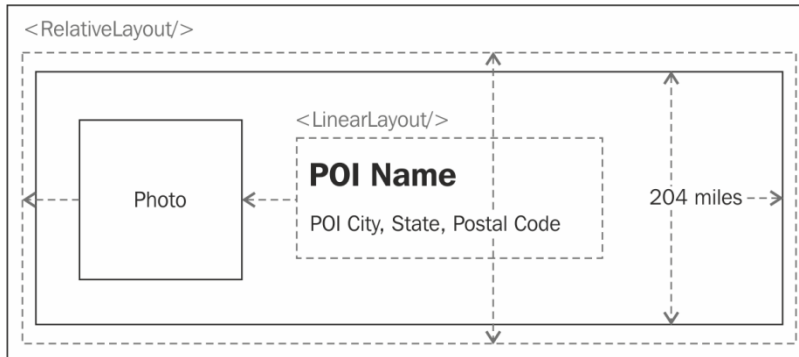 <RelativeLayout/>
<LinearLayout/>
POI Name
Photo
204 miles
POI City, State, Postal Code